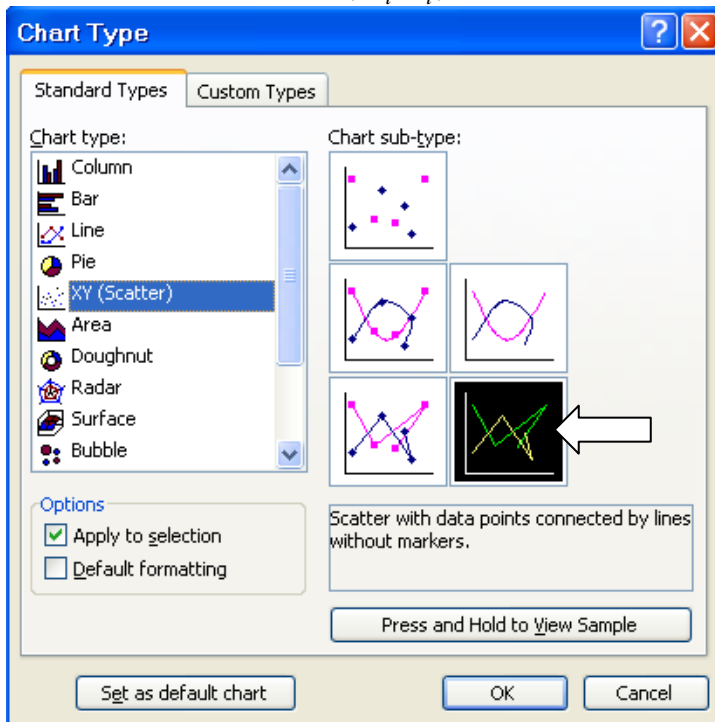 Chart Type
Standard Types
Custom Types
Chart type:
Column
Bar
Line
Pie
XY (Scatter)
Area
Doughnut
Radar
Surface
Bubble
Chart sub-type:
Options
Apply to selection
Default formatting
Scatter with data points connected by lines
without markers.
Press and Hold to View Sample
Set as default chart
OK
Cancel